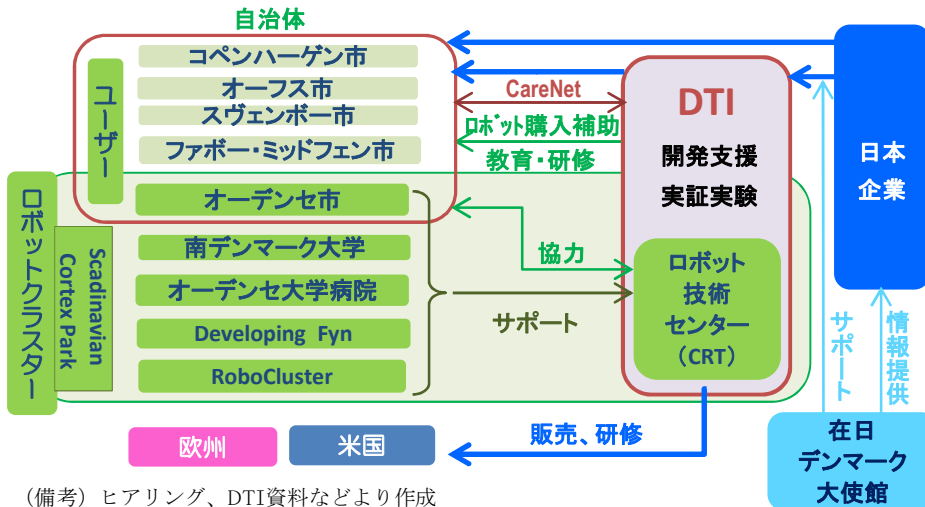 自治体
コペンハーゲン市
オーフス市
スヴェンボー市
ファボー・ミッドフェン市
ユーザー
CareNet
ロボット購入補助
教育・研修
DTI
開発支援
実証実験
日本
企業
ロボットクラスター
Scadinavian
Cortex Park
オーデンセ市
南デンマーク大学
オーデンセ大学病院
Developing Fyn
RoboCluster
協力
サポート
ロボット
技術
センター
（CRT）
サポート
情報提供
欧州
米国
販売、研修
在日
デンマーク
大使館
（備考）ヒアリング、DTI資料などより作成